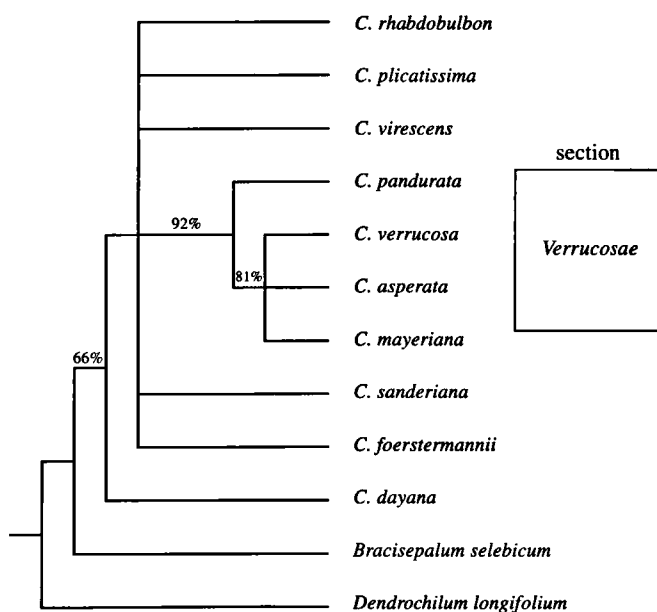 C. rhabdobulbon
C. plicatissima
C. virescens
section
C. pandurata
92%
C. verrucosa
Verrucosae
81%
C. asperata
C. mayeriana
66%
C. sanderiana
C. foerstermannii
C. dayana
Bracisepalum selebicum
Dendrochilum longifolium